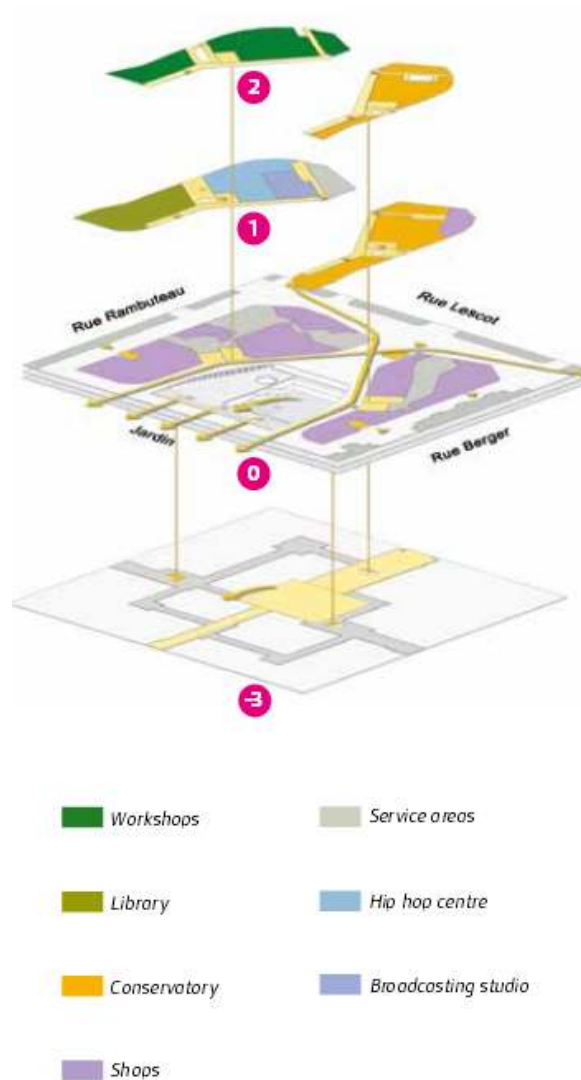 2
1
Rue Rambuteau
Rue Lescot
Jardin
Rue Berger
0
-3
Workshops
Service areas
Library
Hip hop centre
Conservatory
Broadcasting studio
Shops